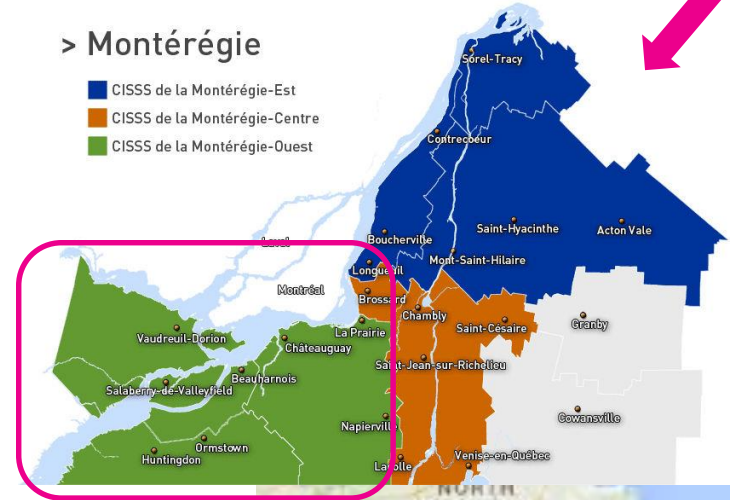 > Montérégie
CISSS de la Montérégie-Est
CISSS de la Montérégie-Centre
CISSS de la Montérégie-Ouest
Sorel-Tracy
Contrecoeur
Saint-Hyacinthe
Acton Vale
Boucherville
Laval
Mont-Saint-Hilaire
Longueuil
Montréal
Brossard
Chambly
Saint-Césaire
Granby
La Prairie
Vaudreuil-Dorion
Châteauguay
Saint-Jean-sur-Richelieu
Beauharnois
Salaberry-de-Valleyfield
Cowansville
Napierville
Ormstown
Huntingdon
Lacolle
Venise-en-Québec
NORTH